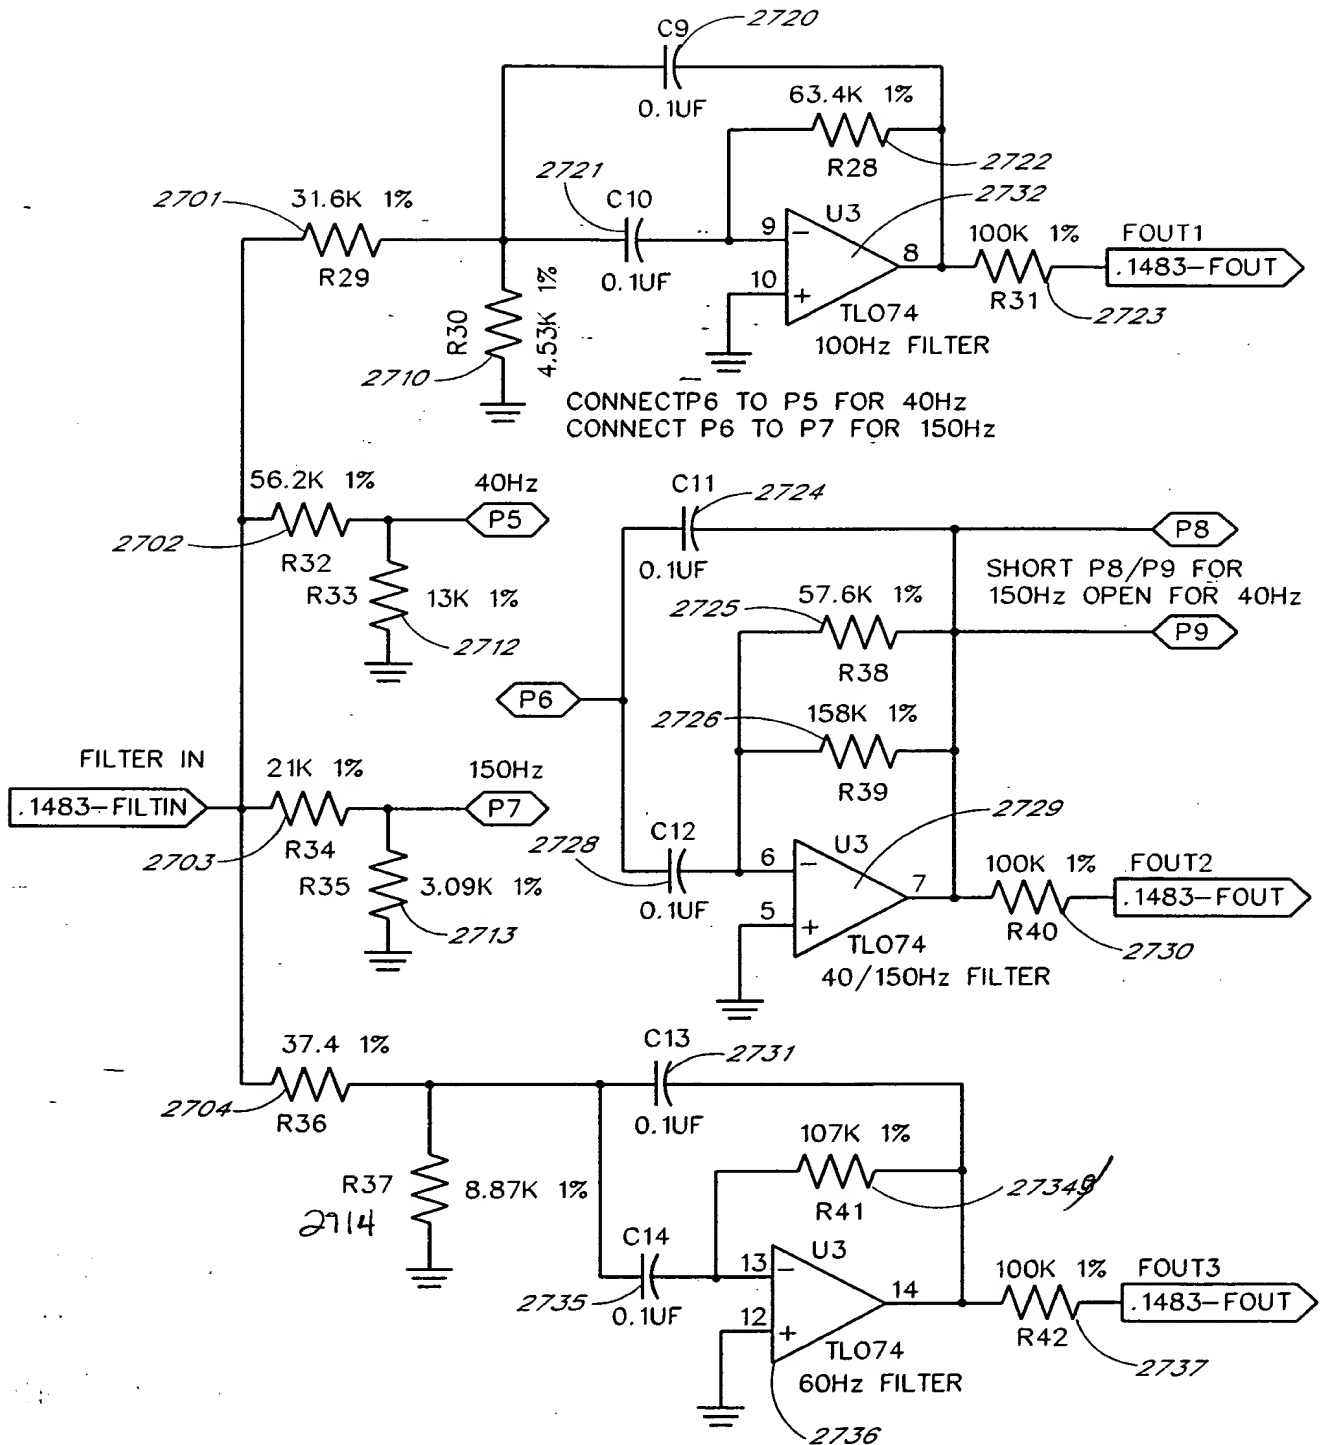 C9
2720
0.1UF
63.4K 1%
R28
2722
2701
31.6K 1%
R29
2721
C10
0.1UF
U3
2732
9
10
8
TL074
100Hz FILTER
100K 1%
R31
2723
FOUT1
.1483-FOUT
R30
4.53K 1%
2710
CONNECTP6 TO P5 FOR 40Hz
CONNECT P6 TO P7 FOR 150Hz
56.2K 1%
2702
R32
40Hz
P5
R33
13K 1%
2712
C11
2724
0.1UF
P8
SHORT P8/P9 FOR
150Hz OPEN FOR 40Hz
P9
2725
57.6K 1%
R38
P6
2726
158K 1%
R39
FILTER IN
.1483-FILTIN
21K 1%
2703
R34
150Hz
P7
R35
3.09K 1%
2713
2728
C12
0.1UF
U3
2729
6
5
7
TL074
40/150Hz FILTER
100K 1%
R40
2730
FOUT2
.1483-FOUT
37.4 1%
2704
R36
R37
8.87K 1%
2714
C13
2731
0.1UF
107K 1%
R41
2734
C14
2735
0.1UF
U3
13
12
14
TL074
60Hz FILTER
2736
100K 1%
R42
2737
FOUT3
.1483-FOUT